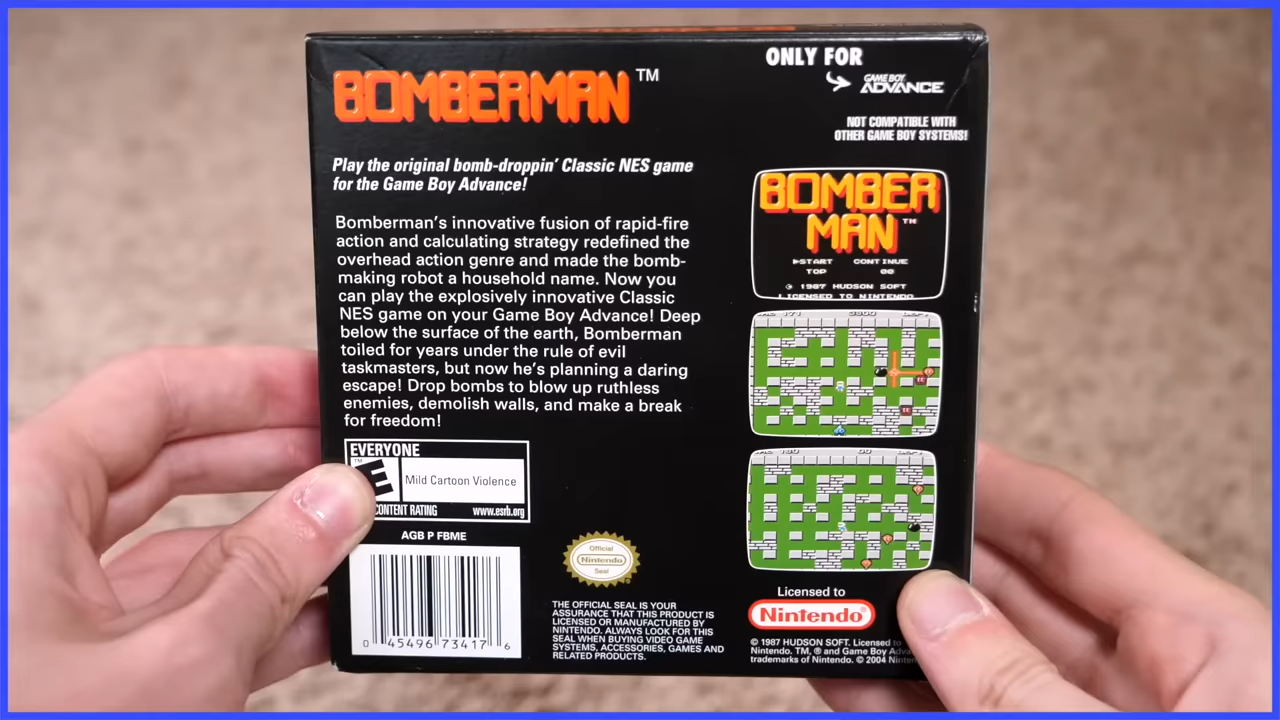 BOMBERMAN™
Play the original bomb-droppin' Classic NES game
for the Game Boy Advance!
Bomberman's innovative fusion of rapid-fire
action and calculating strategy redefined the
overhead action genre and made the bomb-
making robot a household name. Now you
can play the explosively innovative Classic
NES game on your Game Boy Advance! Deep
below the surface of the earth, Bomberman
toiled for years under the rule of evil
taskmasters, but now he's planning a daring
escape! Drop bombs to blow up ruthless
enemies, demolish walls, and make a break
for freedom!
EVERYONE
E
Mild Cartoon Violence
CONTENT RATING www.esrb.org
AGB P FBME
0 45496 73417 6
Official
Nintendo
Seal
THE OFFICIAL SEAL IS YOUR
ASSURANCE THAT THIS PRODUCT IS
LICENSED OR MANUFACTURED BY
NINTENDO. ALWAYS LOOK FOR THIS
SEAL WHEN BUYING VIDEO GAME
SYSTEMS, ACCESSORIES, GAMES AND
RELATED PRODUCTS.
ONLY FOR
GAME BOY
ADVANCE
NOT COMPATIBLE WITH
OTHER GAME BOY SYSTEMS!
BOMBER
MAN™
START CONTINUE
TOP 00
© 1987 HUDSON SOFT
LICENSED TO NINTENDO
Licensed to
Nintendo®
© 1987 HUDSON SOFT. Licensed to
Nintendo, TM, ® and Game Boy
trademarks of Nintendo. © 2004